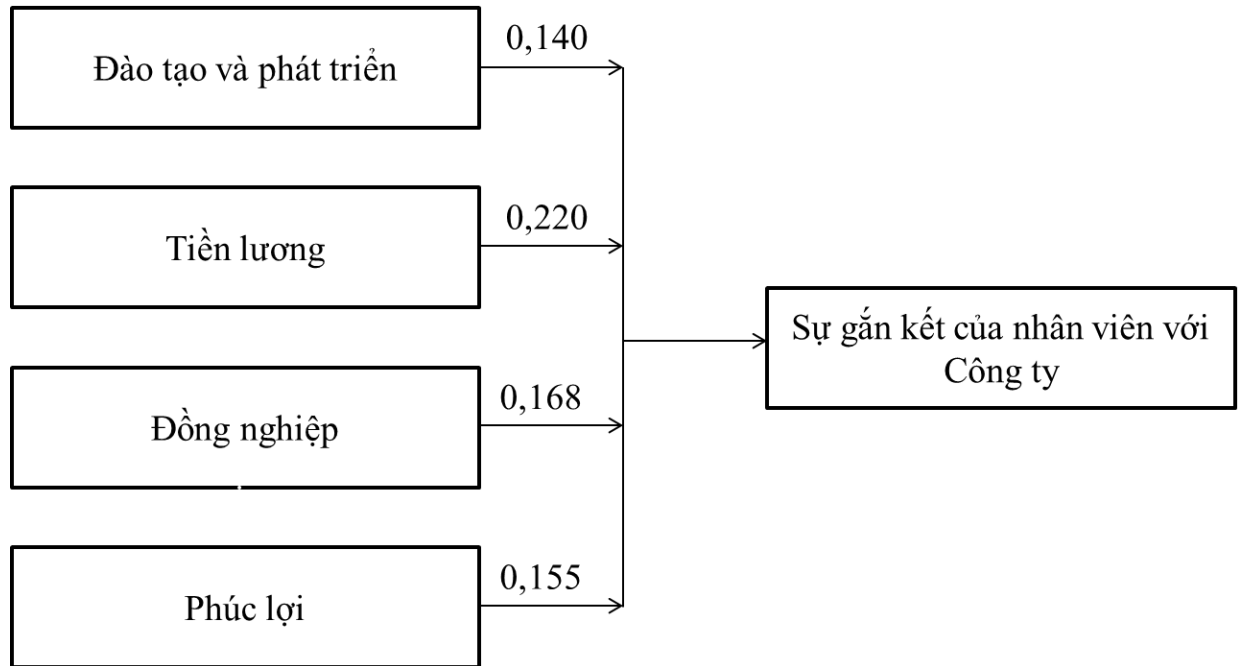 Đào tạo và phát triển
0,140
Tiền lương
0,220
Đồng nghiệp
0,168
Phúc lợi
0,155
Sự gắn kết của nhân viên với
Công ty